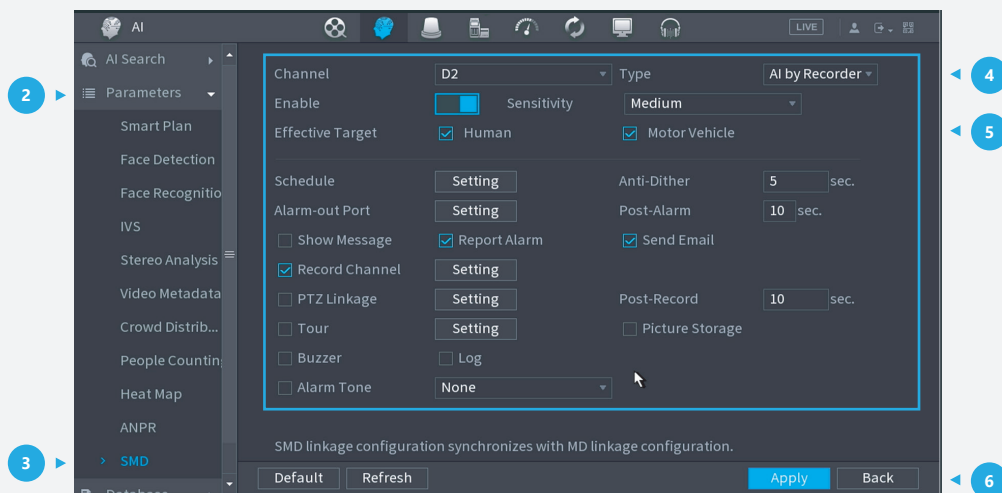 AI
LIVE
AI Search
Parameters
Smart Plan
Face Detection
Face Recognitio
IVS
Stereo Analysis
Video Metadata
Crowd Distrib...
People Countin
Heat Map
ANPR
SMD
Channel D2 Type AI by Recorder
Enable Sensitivity Medium
Effective Target Human Motor Vehicle
Schedule Setting Anti-Dither 5 sec.
Alarm-out Port Setting Post-Alarm 10 sec.
Show Message Report Alarm Send Email
Record Channel Setting
PTZ Linkage Setting Post-Record 10 sec.
Tour Setting Picture Storage
Buzzer Log
Alarm Tone None
SMD linkage configuration synchronizes with MD linkage configuration.
Database Default Refresh Apply Back
2
3
4
5
6